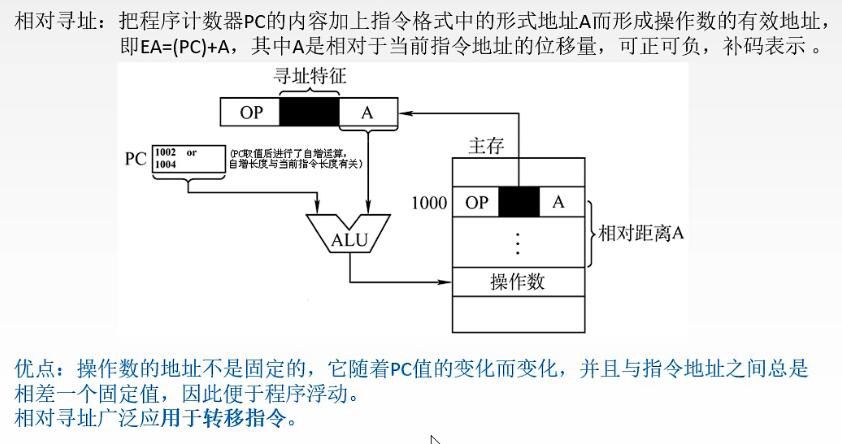 相对寻址：把程序计数器PC的内容加上指令格式中的形式地址A而形成操作数的有效地址，
即EA=(PC)+A，其中A是相对于当前指令地址的位移量，可正可负，补码表示 。
寻址特征
OP A
PC 1002 or
1004
(PC取值后进行了自增运算，
自增长度与当前指令长度有关)
主存
1000 OP A
ALU
⋮
相对距离A
操作数
优点：操作数的地址不是固定的，它随着PC值的变化而变化，并且与指令地址之间总是
相差一个固定值，因此便于程序浮动。
相对寻址广泛应用于转移指令。